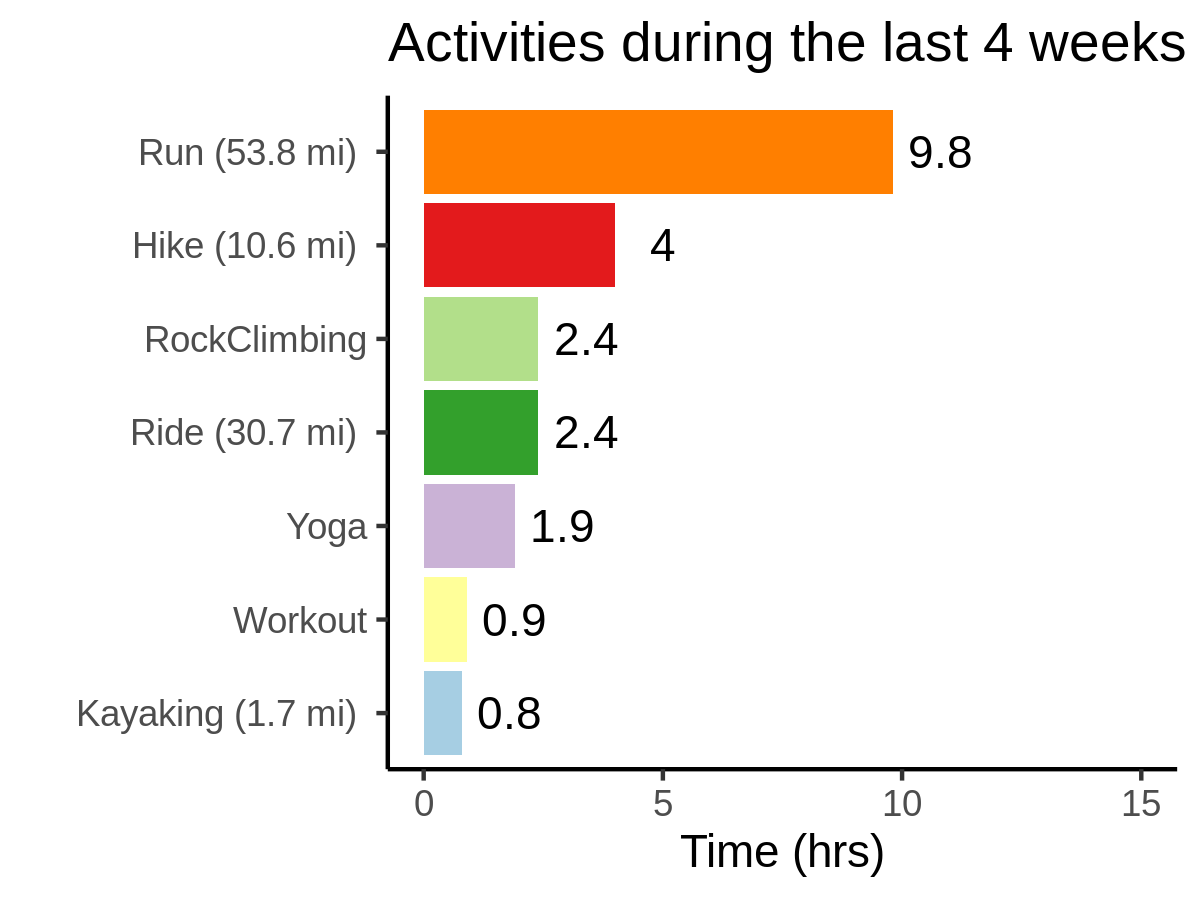 Activities during the last 4 weeks
Run (53.8 mi) 9.8
Hike (10.6 mi) 4
RockClimbing 2.4
Ride (30.7 mi) 2.4
Yoga 1.9
Workout 0.9
Kayaking (1.7 mi) 0.8
0 5 10 15
Time (hrs)